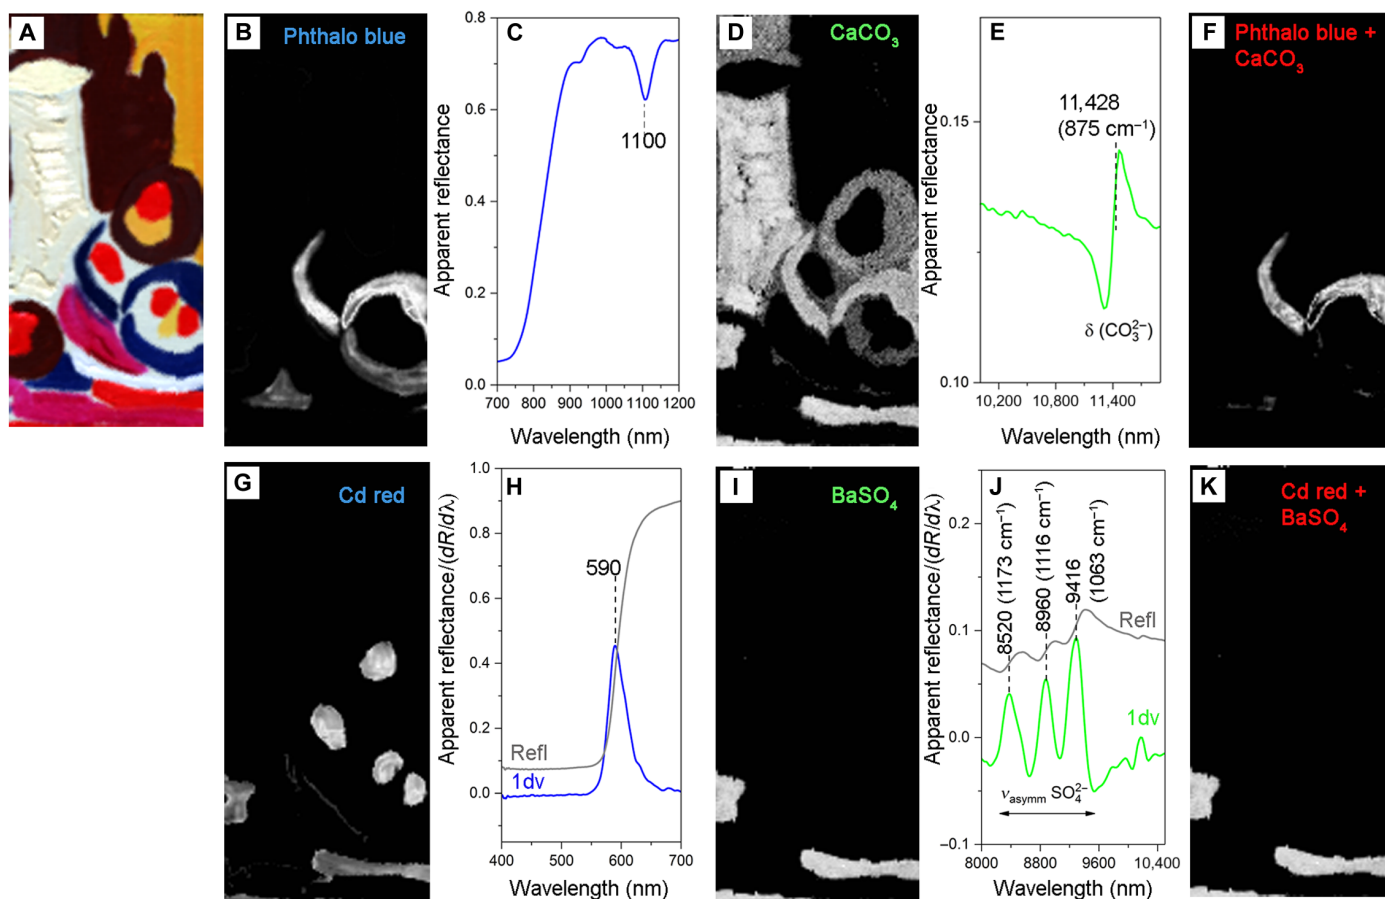 A
B
Phthalo blue
C
Apparent reflectance
0.8
0.6
0.4
0.2
0.0
1100
700 800 900 1000 1100 1200
Wavelength (nm)
D
CaCO₃
E
Apparent reflectance
0.15
0.10
11,428
(875 cm⁻¹)
δ (CO₃²⁻)
10,200 10,800 11,400
Wavelength (nm)
F
Phthalo blue +
CaCO₃
G
Cd red
H
Apparent reflectance/(dR/dλ)
1.0
0.8
0.6
0.4
0.2
0.0
590
Refl
1dv
400 500 600 700
Wavelength (nm)
I
BaSO₄
J
Apparent reflectance/(dR/dλ)
0.2
0.1
0.0
−0.1
8520 (1173 cm⁻¹)
8960 (1116 cm⁻¹)
9416
(1063 cm⁻¹)
Refl
1dv
νasymm SO₄²⁻
8000 8800 9600 10,400
Wavelength (nm)
K
Cd red +
BaSO₄